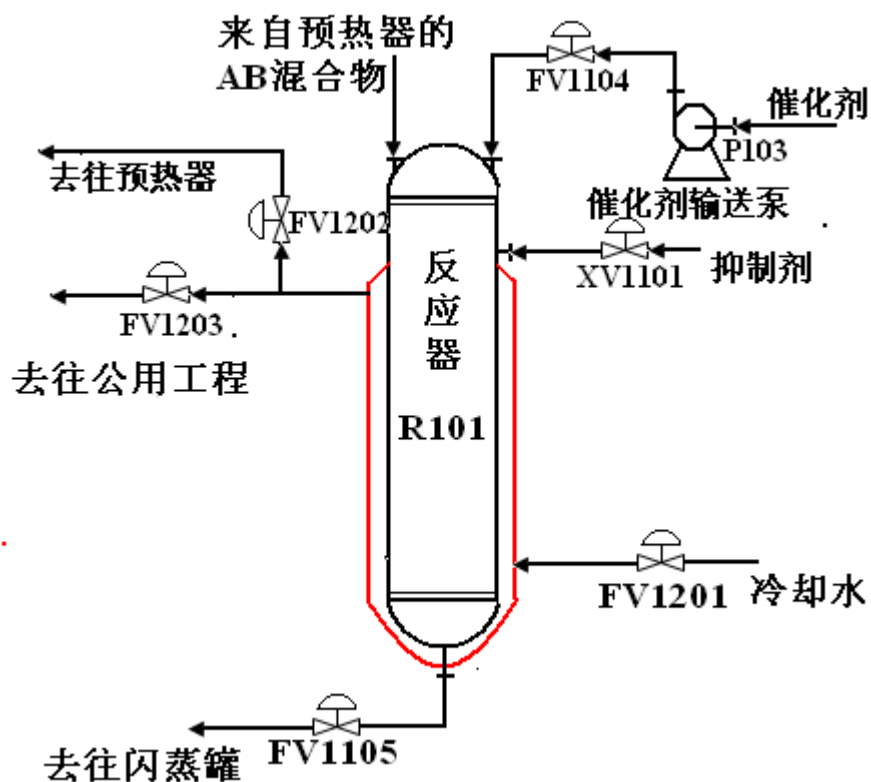 来自预热器的
AB混合物
FV1104
催化剂
P103
催化剂输送泵
去往预热器
FV1202
XV1101
抑制剂
FV1203
去往公用工程
反应器
R101
FV1201
冷却水
FV1105
去往闪蒸罐